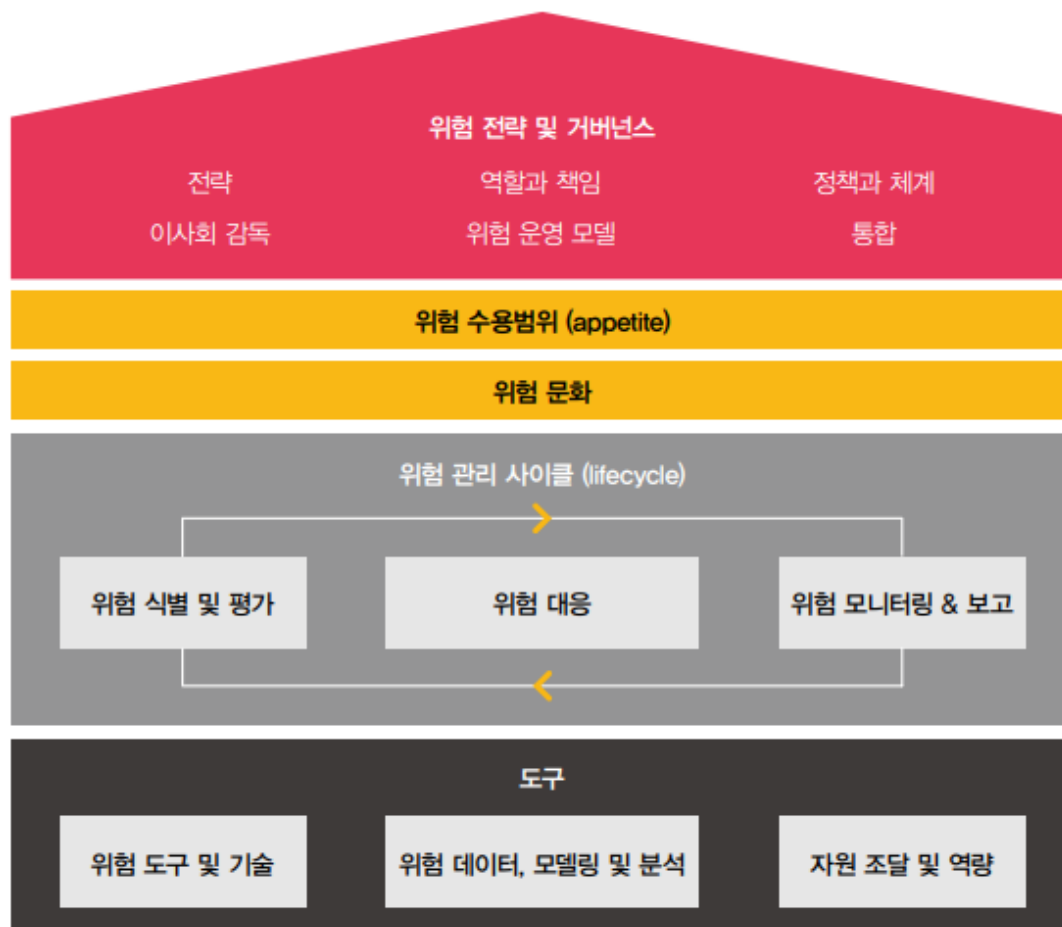 위험 전략 및 거버넌스
전략 역할과 책임 정책과 체계
이사회 감독 위험 운영 모델 통합
위험 수용범위 (appetite)
위험 문화
위험 관리 사이클 (lifecycle)
위험 식별 및 평가 위험 대응 위험 모니터링 & 보고
도구
위험 도구 및 기술 위험 데이터, 모델링 및 분석 자원 조달 및 역량